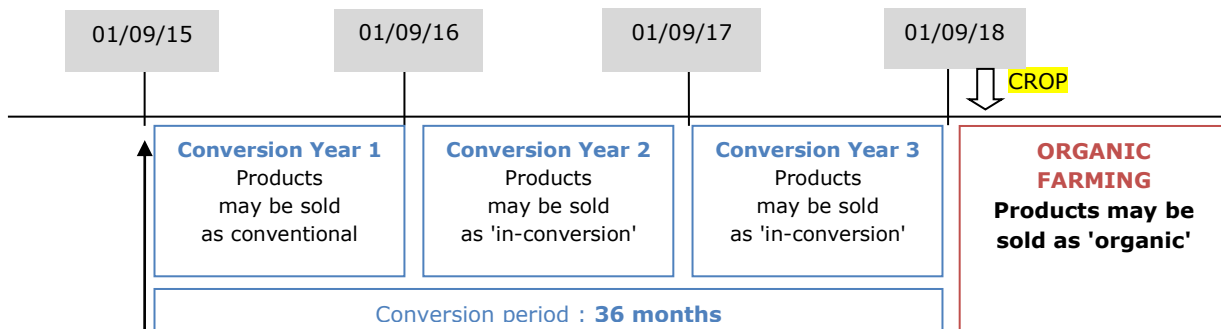 01/09/15
01/09/16
01/09/17
01/09/18
CROP
Conversion Year 1
Products
may be sold
as conventional
Conversion Year 2
Products
may be sold
as 'in-conversion'
Conversion Year 3
Products
may be sold
as 'in-conversion'
ORGANIC
FARMING
Products may be
sold as 'organic'
Conversion period : 36 months